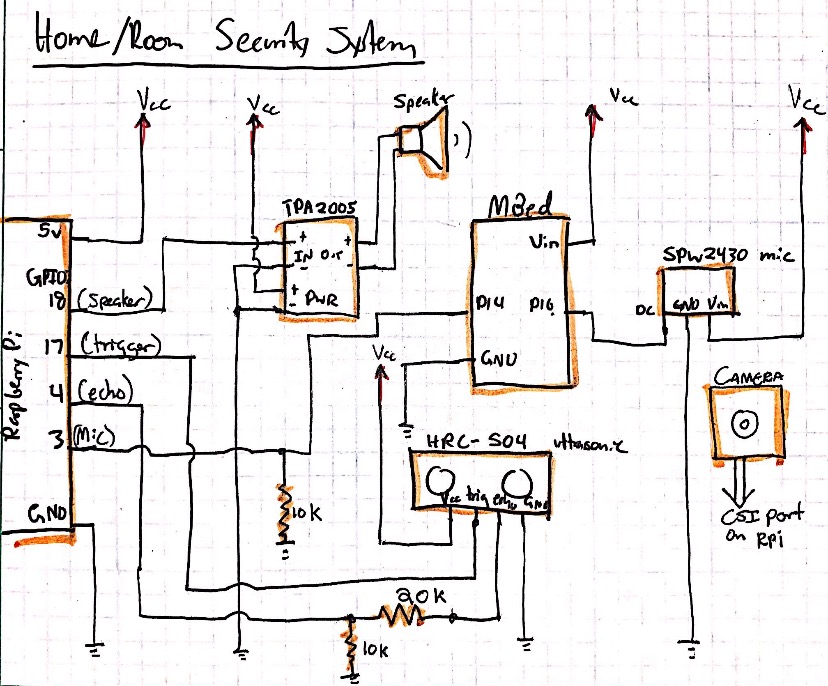 Home/Room Security System
Vcc
Vcc
Speaker
Vcc
Vcc
TPA2005
+
IN OUT
+
-
-
+
-
PWR
MBed
Vin
P14
P16
GND
SPW2430 mic
DC
GND
Vin
Raspberry Pi
5v
GPIO
18 (Speaker)
17 (trigger)
4 (echo)
3 (Mic)
GND
Vcc
10K
HRC-S04 ultrasonic
Vcc trig echo GND
20K
10K
CAMERA
CSI port
on RPi